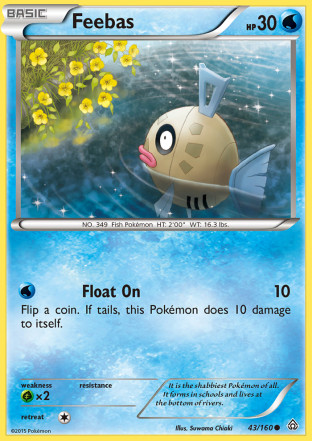 BASIC
Feebas HP30
NO. 349 Fish Pokémon HT: 2'00" WT: 16.3 lbs.
Float On 10
Flip a coin. If tails, this Pokémon does 10 damage
to itself.
weakness resistance
×2
It is the shabbiest Pokémon of all.
It forms in schools and lives at
the bottom of rivers.
retreat
©2015 Pokémon
Illus. Suwama Chiaki 43/160